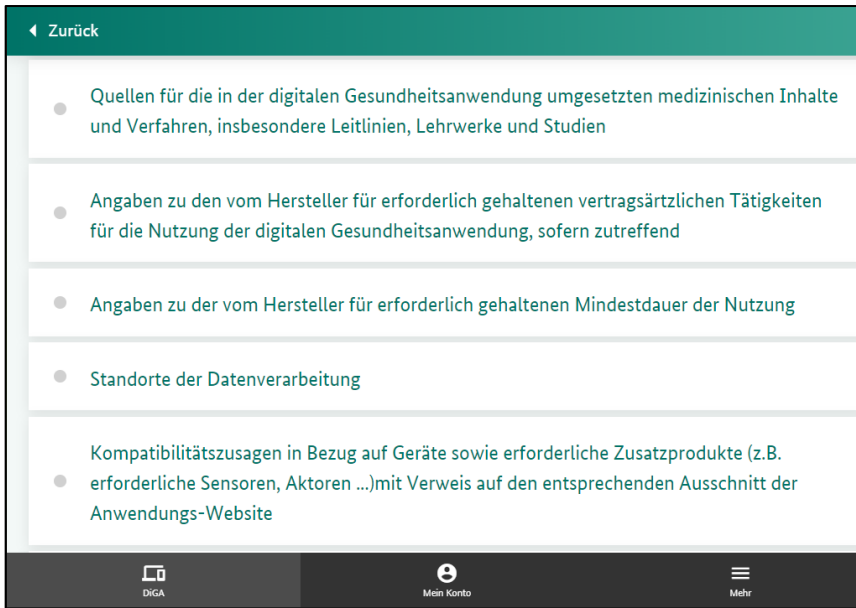 Zurück
Quellen für die in der digitalen Gesundheitsanwendung umgesetzten medizinischen Inhalte
und Verfahren, insbesondere Leitlinien, Lehrwerke und Studien
Angaben zu den vom Hersteller für erforderlich gehaltenen vertragsärztlichen Tätigkeiten
für die Nutzung der digitalen Gesundheitsanwendung, sofern zutreffend
Angaben zu der vom Hersteller für erforderlich gehaltenen Mindestdauer der Nutzung
Standorte der Datenverarbeitung
Kompatibilitätszusagen in Bezug auf Geräte sowie erforderliche Zusatzprodukte (z.B.
erforderliche Sensoren, Aktoren ...)mit Verweis auf den entsprechenden Ausschnitt der
Anwendungs-Website
DiGA
Mein Konto
Mehr